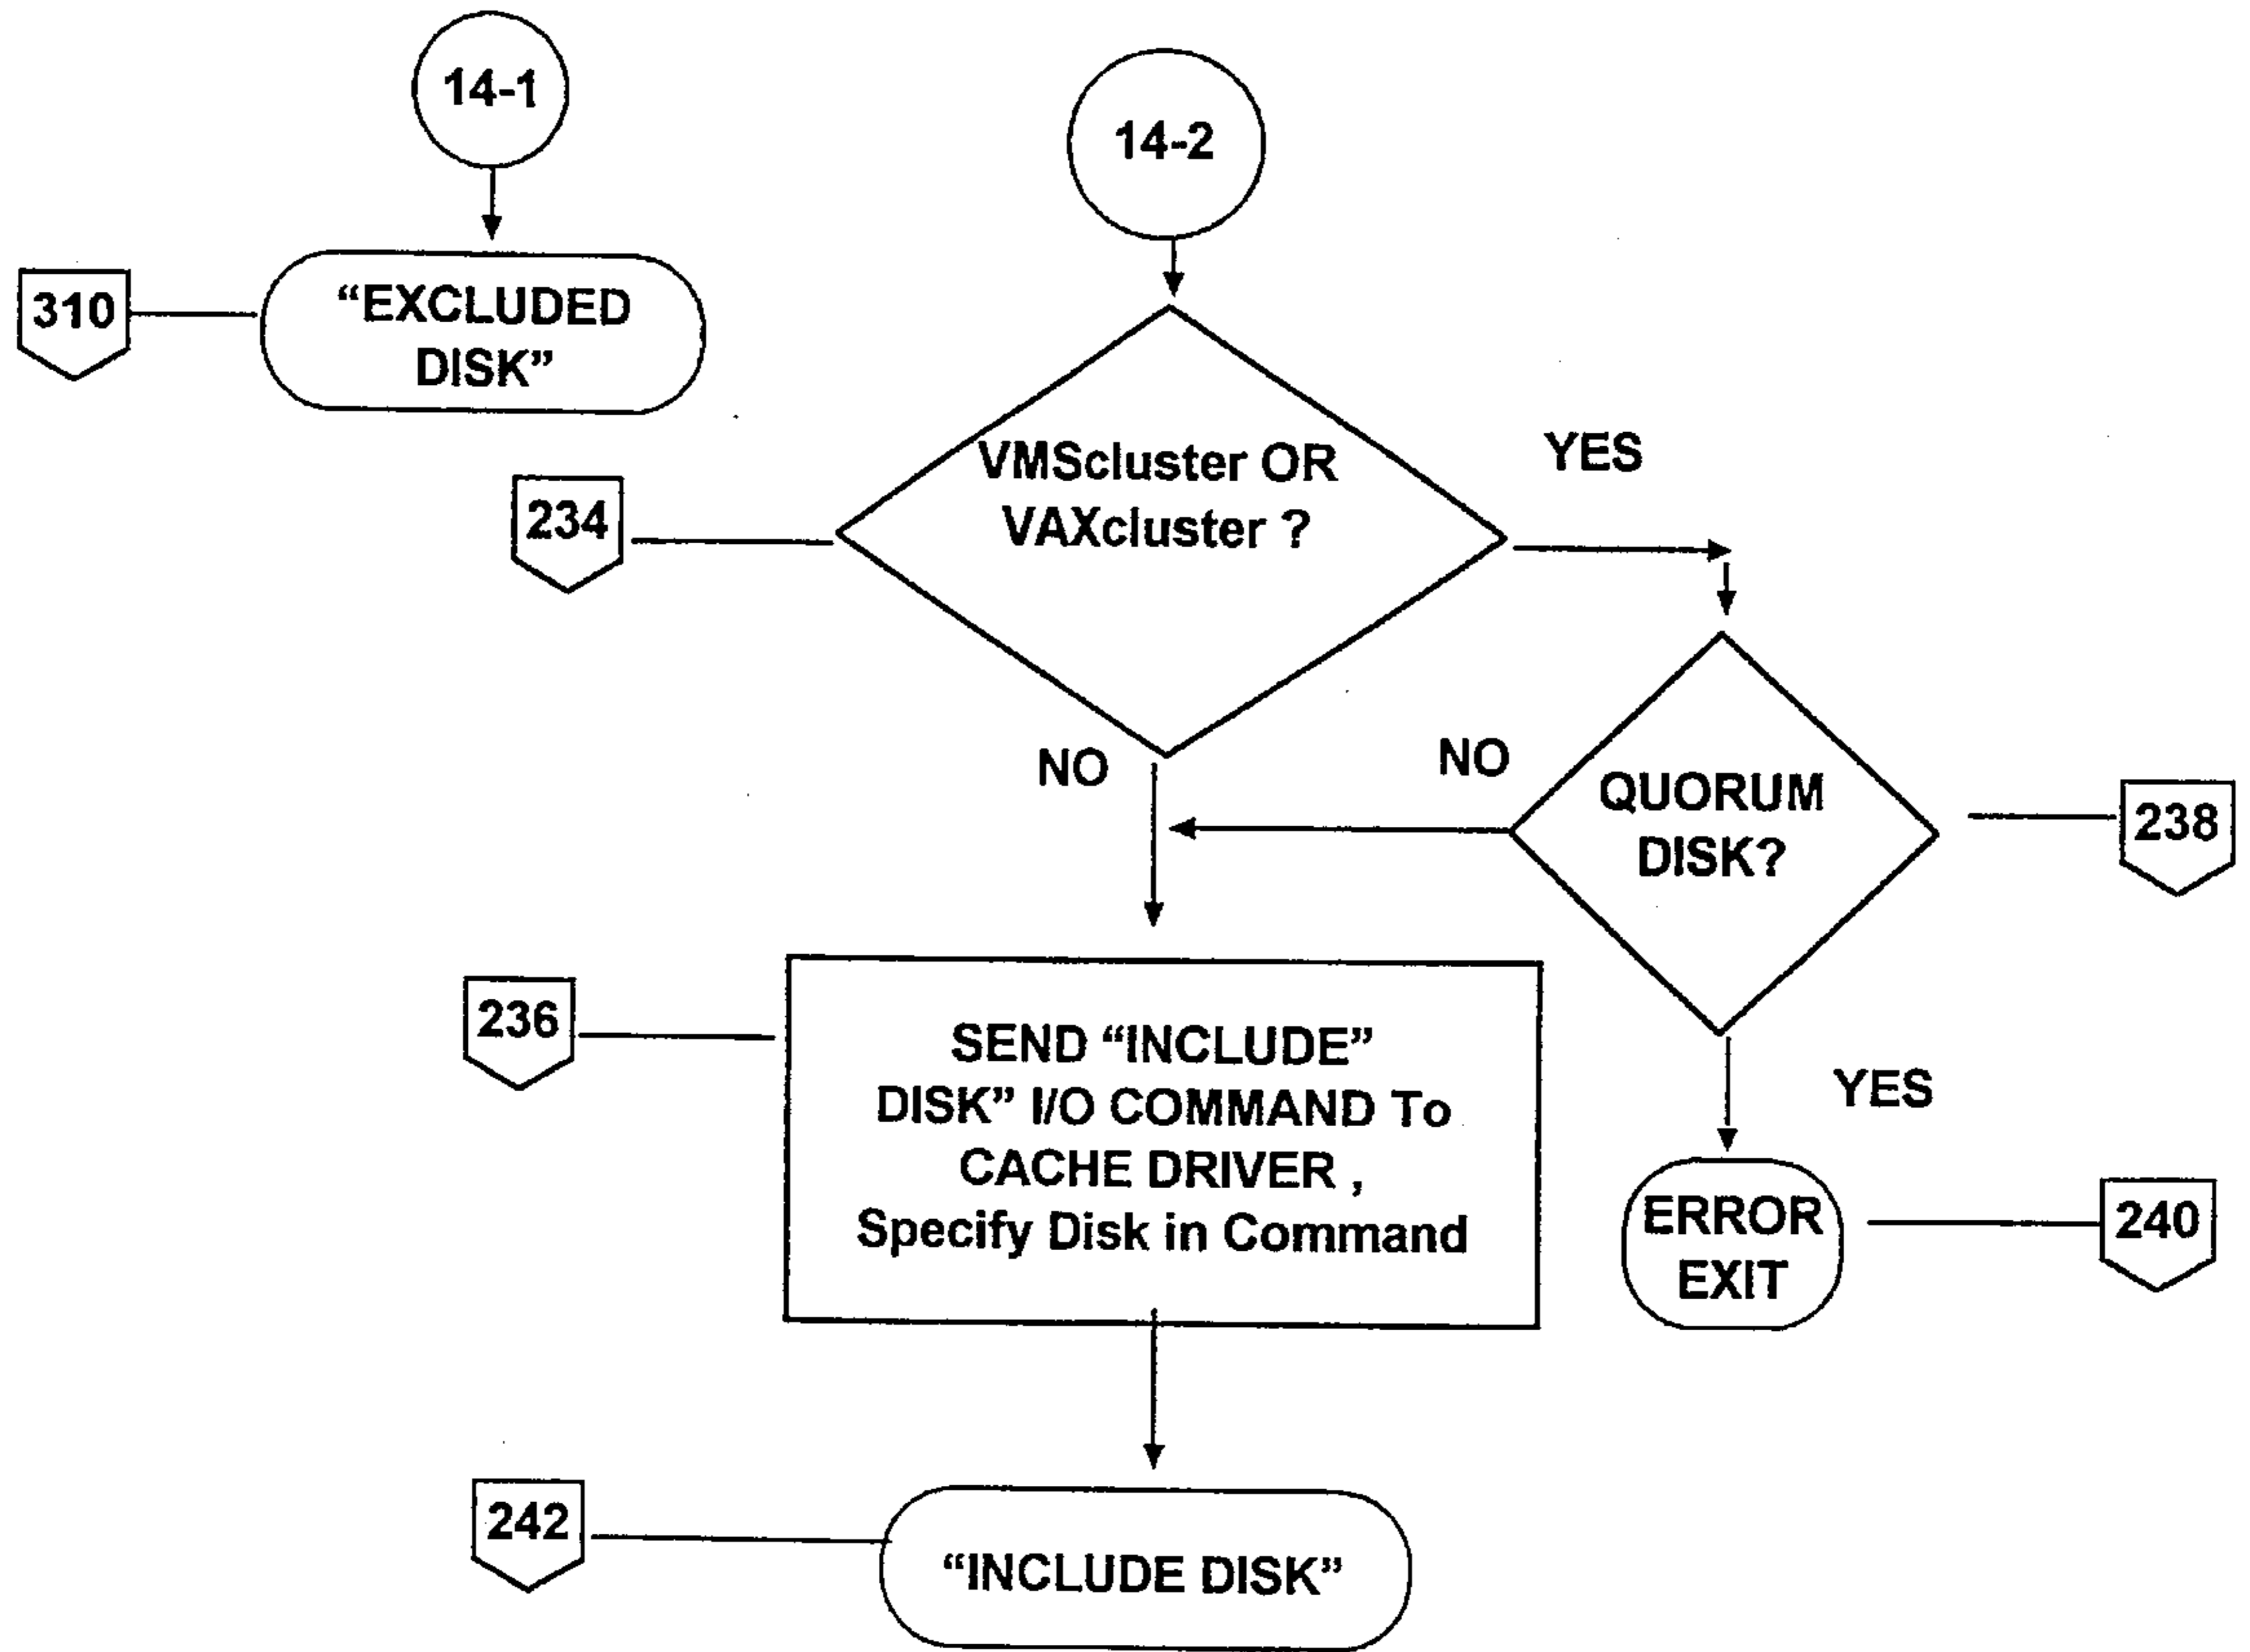 14-1
14-2
310
“EXCLUDED
DISK”
VMScluster OR
VAXcluster ?
YES
234
NO
NO
QUORUM
DISK?
238
236
SEND “INCLUDE”
DISK” I/O COMMAND To
CACHE DRIVER ,
Specify Disk in Command
YES
ERROR
EXIT
240
242
“INCLUDE DISK”